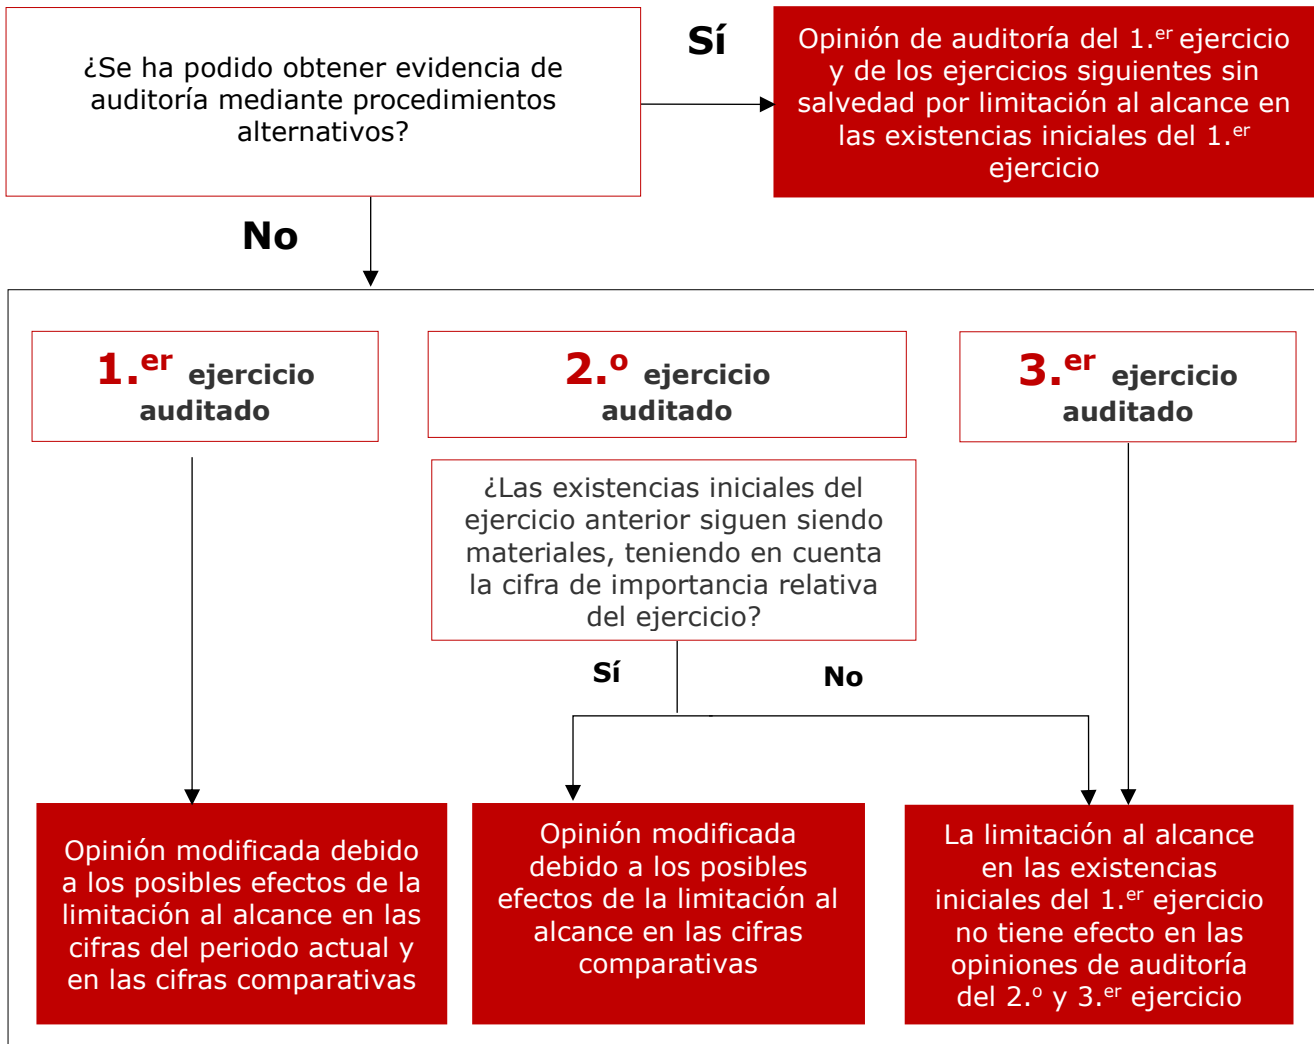 ¿Se ha podido obtener evidencia de
auditoría mediante procedimientos
alternativos?
Sí
Opinión de auditoría del 1.er ejercicio
y de los ejercicios siguientes sin
salvedad por limitación al alcance en
las existencias iniciales del 1.er
ejercicio
No
1.er ejercicio
auditado
2.o ejercicio
auditado
3.er ejercicio
auditado
¿Las existencias iniciales del
ejercicio anterior siguen siendo
materiales, teniendo en cuenta
la cifra de importancia relativa
del ejercicio?
Sí
No
Opinión modificada debido
a los posibles efectos de la
limitación al alcance en las
cifras del periodo actual y
en las cifras comparativas
Opinión modificada
debido a los posibles
efectos de la limitación al
alcance en las cifras
comparativas
La limitación al alcance
en las existencias
iniciales del 1.er ejercicio
no tiene efecto en las
opiniones de auditoría
del 2.o y 3.er ejercicio